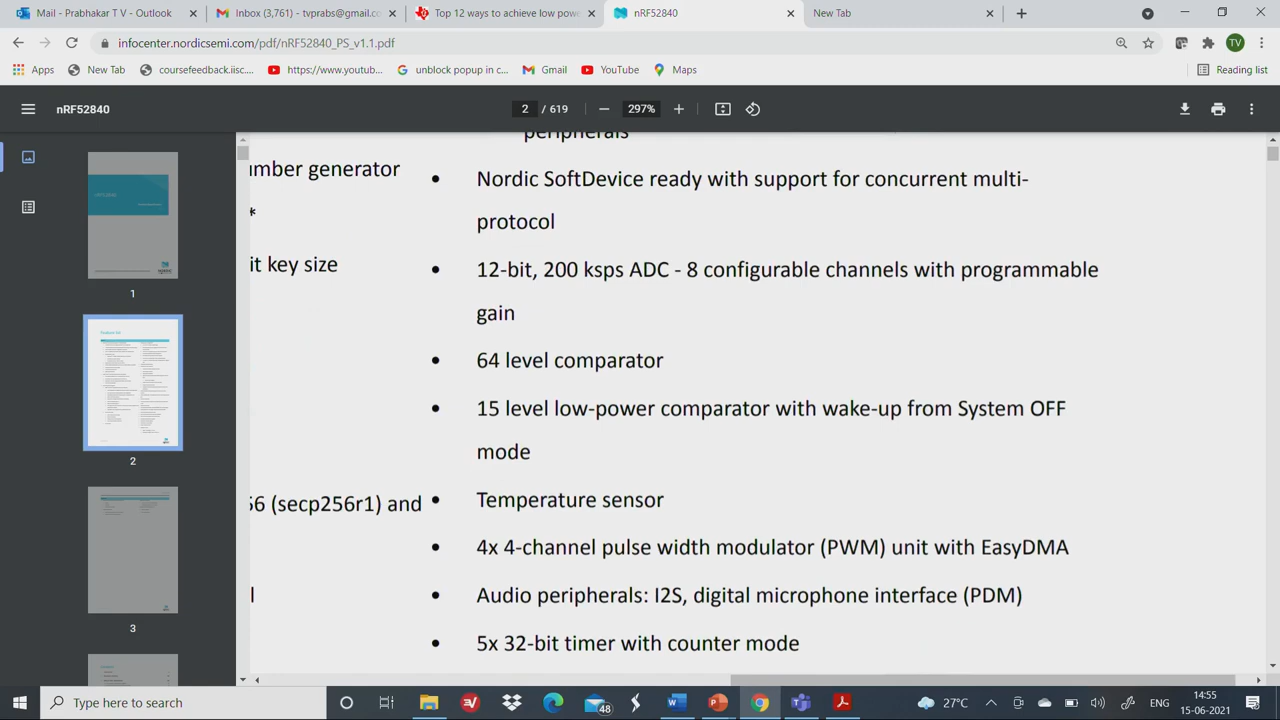 Mail - Prabhakar T V - Outlook
Inbox (3,761) - tvprabs@gmail.co
Top 12 ways to achieve low powe
nRF52840
New Tab
infocenter.nordicsemi.com/pdf/nRF52840_PS_v1.1.pdf
TV
Apps
New Tab
coursefeedback.iisc....
https://www.youtub...
unblock popup in c...
Gmail
YouTube
Maps
Reading list
nRF52840
2 / 619
297%
1
2
3
umber generator
*
it key size
56 (secp256r1) and
l
peripherals
• Nordic SoftDevice ready with support for concurrent multi-
protocol
• 12-bit, 200 ksps ADC - 8 configurable channels with programmable
gain
• 64 level comparator
• 15 level low-power comparator with wake-up from System OFF
mode
• Temperature sensor
• 4x 4-channel pulse width modulator (PWM) unit with EasyDMA
• Audio peripherals: I2S, digital microphone interface (PDM)
• 5x 32-bit timer with counter mode
Type here to search
48
27°C
ENG
14:55
15-06-2021